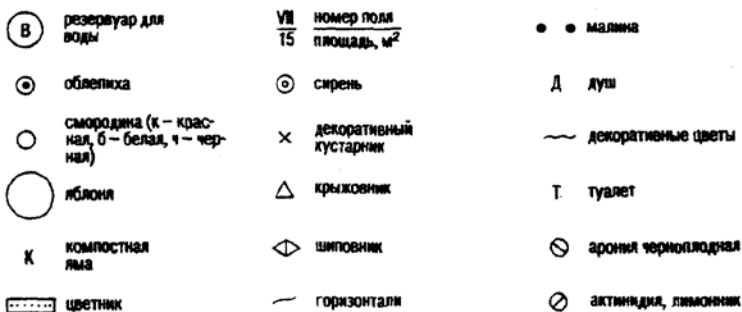 В резервуар для
воды
облепиха
смородина (к – крас-
ная, б – белая, ч – чер-
ная)
яблоня
К компостная
яма
цветник
VII номер поля
15 площадь, м²
сирень
декоративный
кустарник
крыжовник
шиповник
горизонтали
малина
Д душ
декоративные цветы
Т туалет
арония черноплодная
актинидия, лимонник